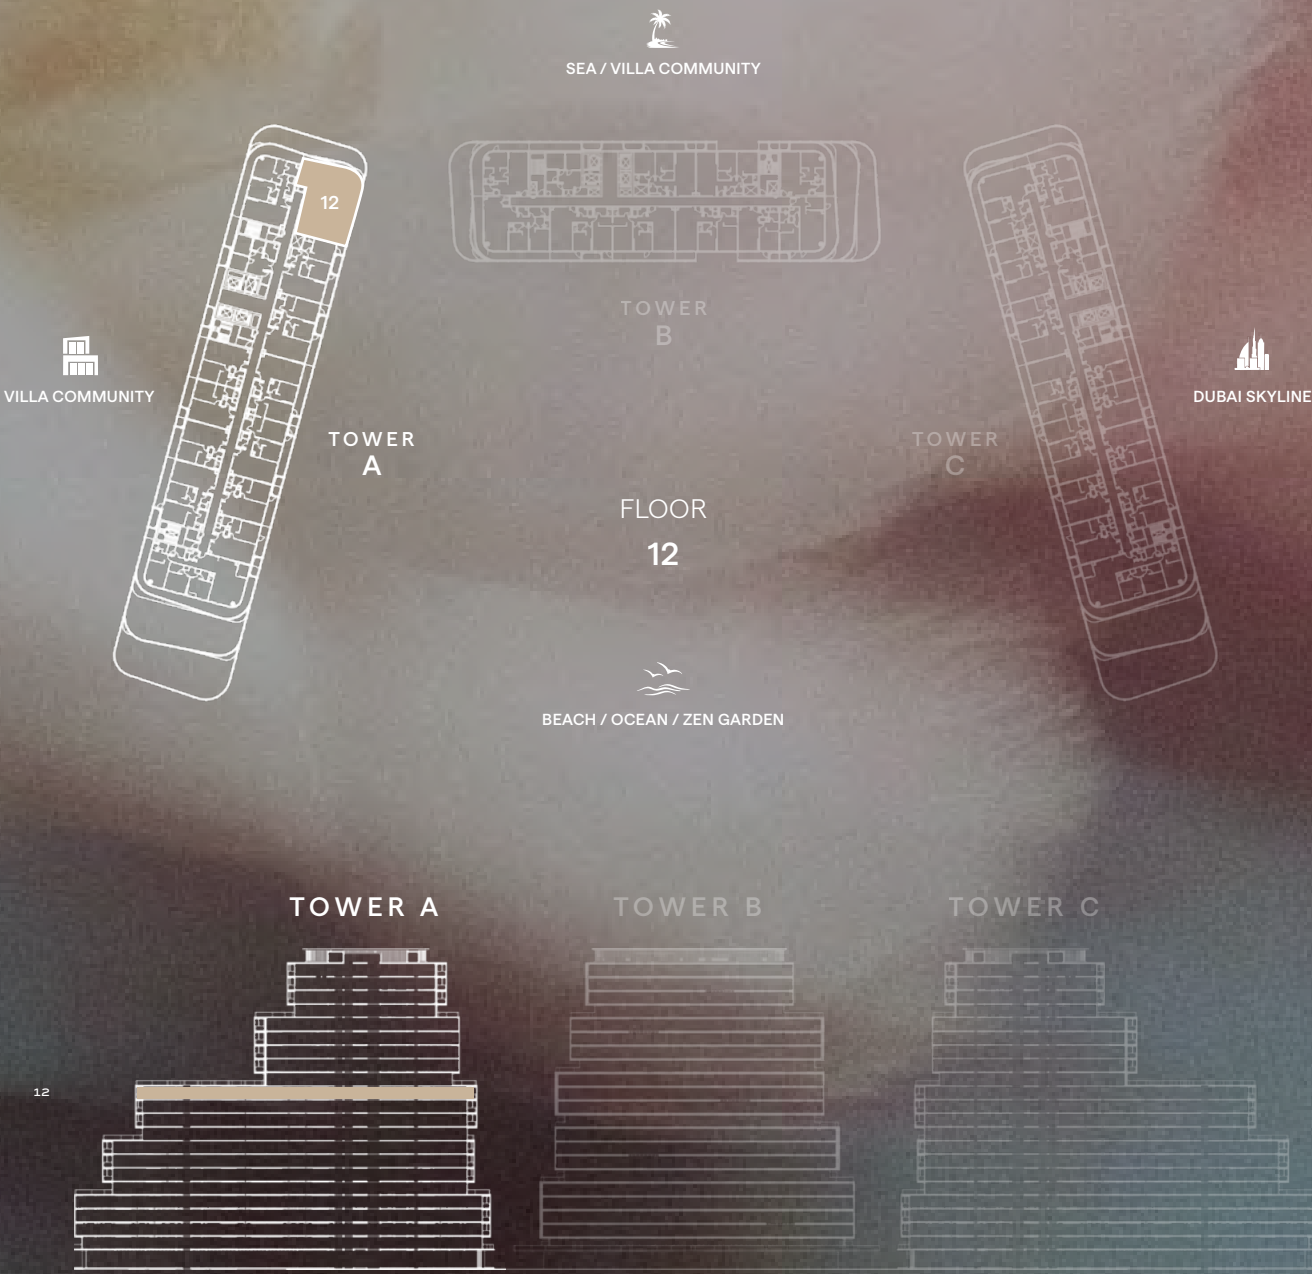 SEA / VILLA COMMUNITY
12
TOWER
B
VILLA COMMUNITY
DUBAI SKYLINE
TOWER
A
TOWER
C
FLOOR
12
BEACH / OCEAN / ZEN GARDEN
TOWER A
TOWER B
TOWER C
12